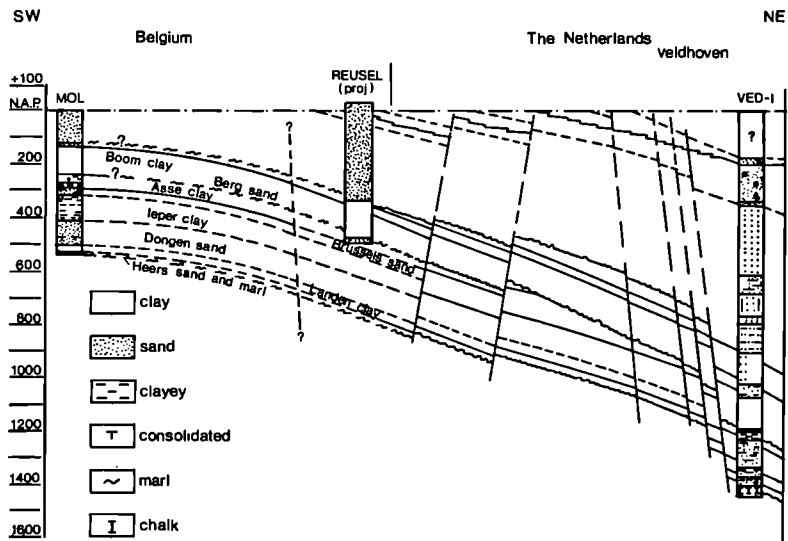 SW
NE
Belgium
The Netherlands
Veldhoven
+100
N.A.P.
MOL
REUSEL
(proj)
VED-1
?
?
?
200
Boom clay
?
Berg sand
Asse clay
400
Ieper clay
Brussels sand
Dongen sand
600
Heers sand and marl
Landen clay
clay
?
800
sand
1000
clayey
1200
consolidated
1400
marl
1600
chalk